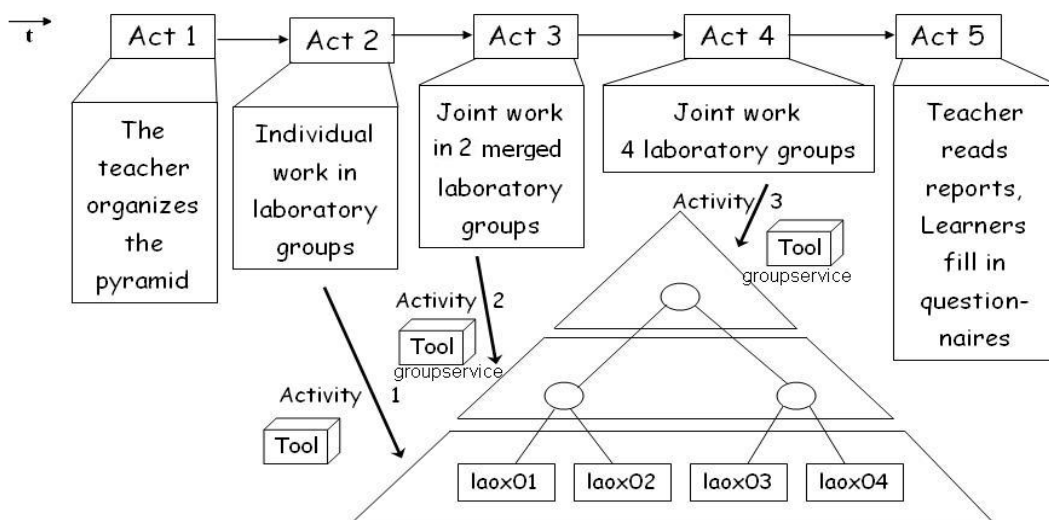 t
Act 1
Act 2
Act 3
Act 4
Act 5
The
teacher
organizes
the
pyramid
Individual
work in
laboratory
groups
Joint work
in 2 merged
laboratory
groups
Joint work
4 laboratory groups
Teacher
reads
reports,
Learners
fill in
question-
naires
Activity 3
Tool
groupservice
Activity 2
Tool
groupservice
Activity 1
Tool
laox01
laox02
laox03
laox04